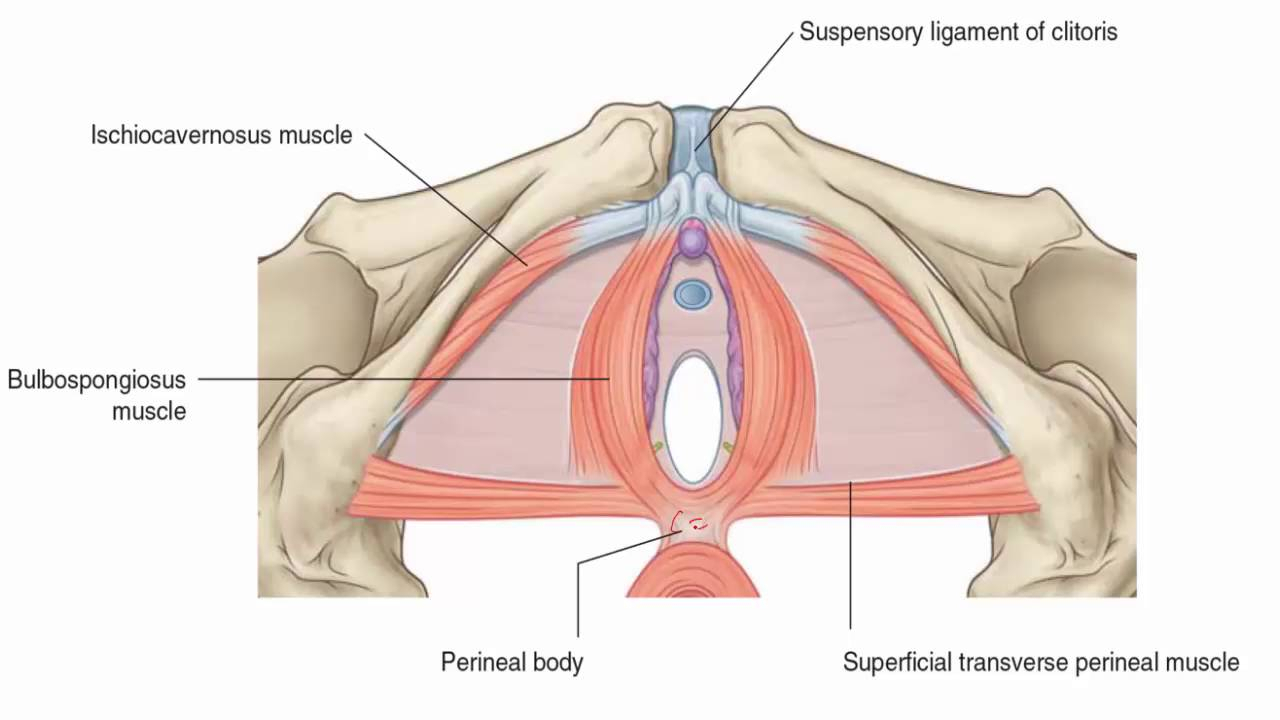 Suspensory ligament of clitoris
Ischiocavernosus muscle
Bulbospongiosus
muscle
Perineal body
Superficial transverse perineal muscle